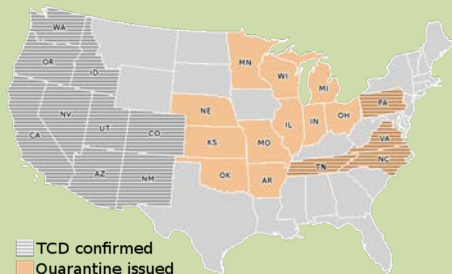 WA
OR
ID
NV
CA
UT
CO
AZ
NM
MN
WI
MI
NE
IL
IN
OH
KS
MO
OK
AR
PA
VA
NC
TN
TCD confirmed
Quarantine issued